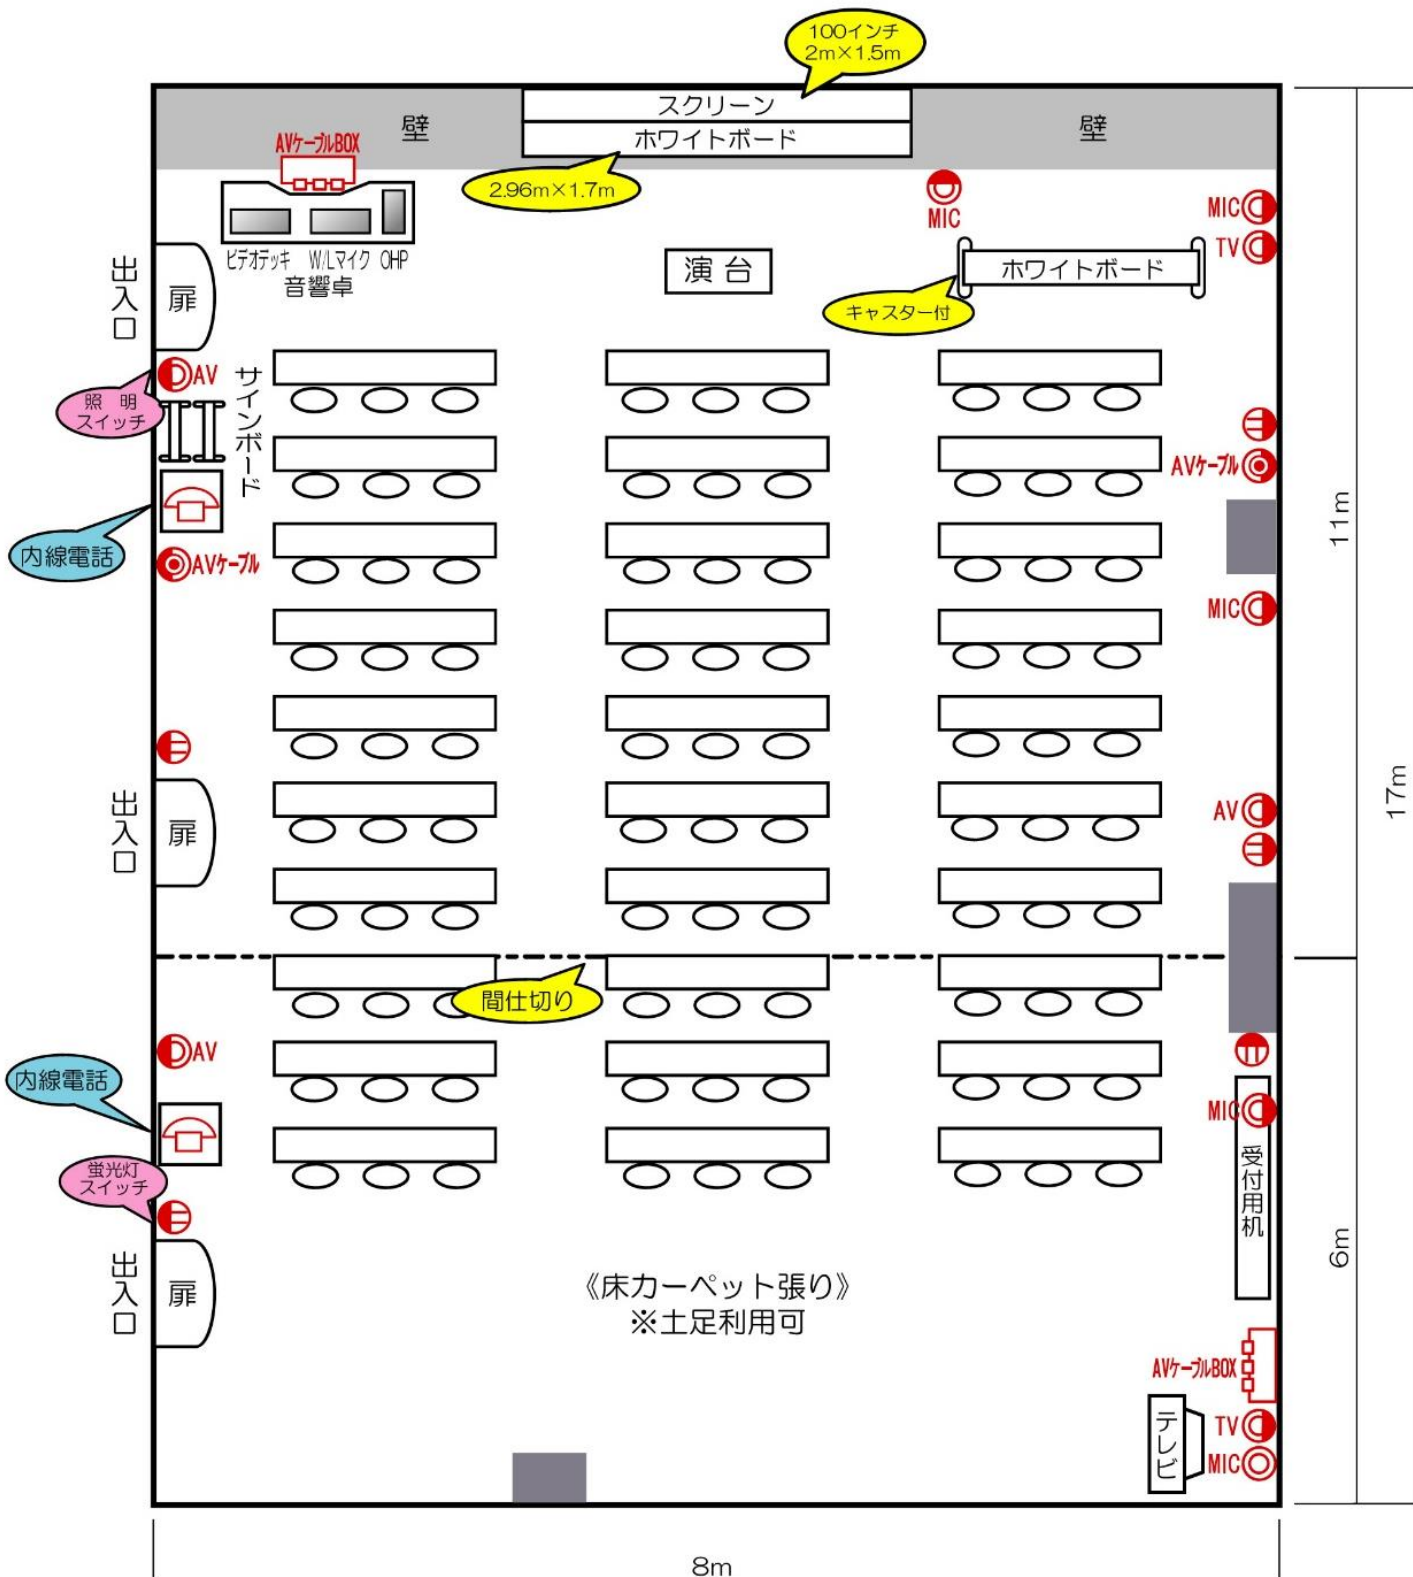 100インチ
2m×1.5m
スクリーン
壁
ホワイトボード
壁
AVケーブルBOX
2.96m×1.7m
MIC
MIC
TV
ビデオデッキ W/Lマイク OHP
音響卓
演台
ホワイトボード
キャスター付
出入口
扉
AV
照明
スイッチ
サインボード
AVケーブル
内線電話
AVケーブル
11m
MIC
17m
出入口
扉
AV
間仕切り
AV
内線電話
MIC
蛍光灯
スイッチ
受付用机
6m
出入口
扉
《床カーペット張り》
※土足利用可
AVケーブルBOX
テレビ
TV
MIC
8m